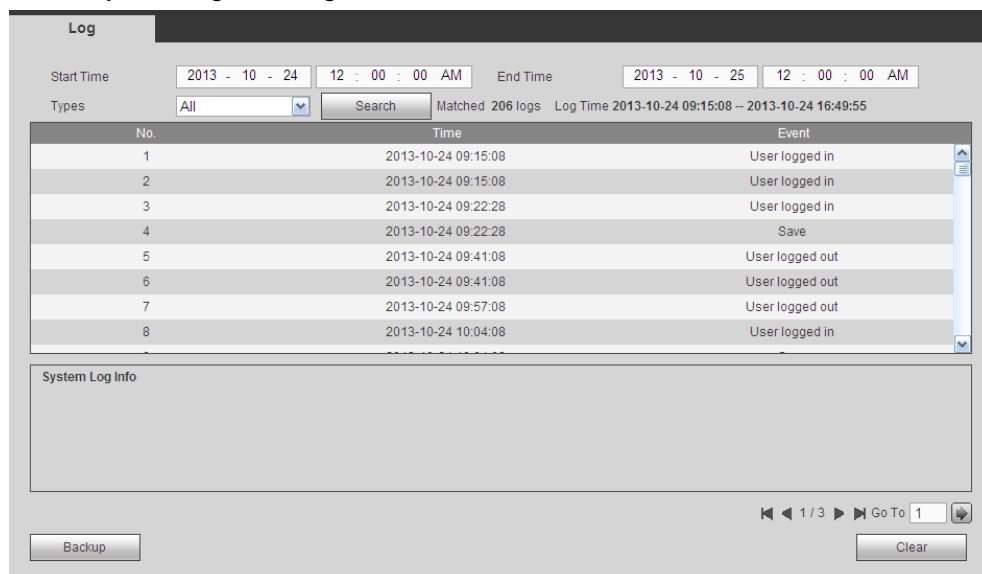 Log
Start Time 2013 - 10 - 24 12 : 00 : 00 AM End Time 2013 - 10 - 25 12 : 00 : 00 AM
Types All Search Matched 206 logs Log Time 2013-10-24 09:15:08 -- 2013-10-24 16:49:55
No. Time Event
1 2013-10-24 09:15:08 User logged in
2 2013-10-24 09:15:08 User logged in
3 2013-10-24 09:22:28 User logged in
4 2013-10-24 09:22:28 Save
5 2013-10-24 09:41:08 User logged out
6 2013-10-24 09:41:08 User logged out
7 2013-10-24 09:57:08 User logged out
8 2013-10-24 10:04:08 User logged in
System Log Info
1 / 3 Go To 1
Backup Clear